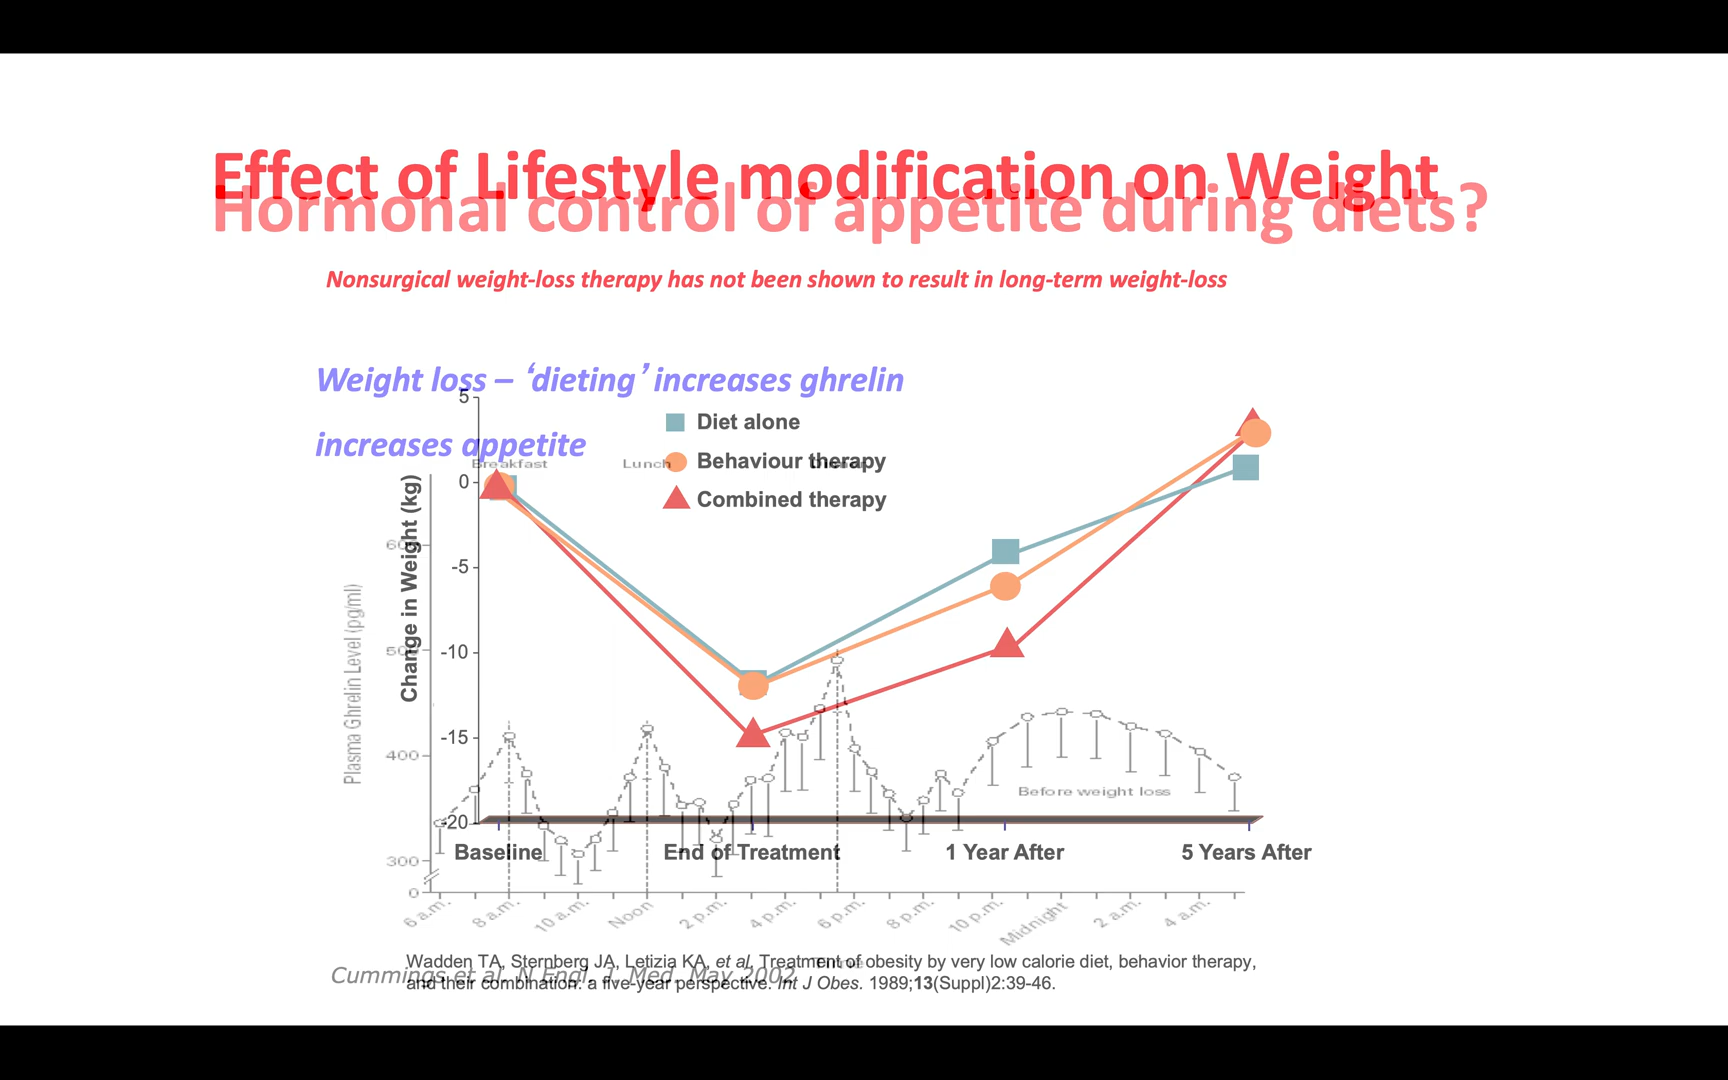 Effect of Lifestyle modification on Weight
Hormonal control of appetite during diets?
Nonsurgical weight-loss therapy has not been shown to result in long-term weight-loss
Weight loss – ‘dieting’ increases ghrelin
increases appetite
Diet alone
Behaviour therapy
Combined therapy
Breakfast
Lunch
Change in Weight (kg)
5
0
-5
-10
-15
-20
Baseline
End of Treatment
1 Year After
5 Years After
Plasma Ghrelin Level (pg/ml)
400
300
0
Before weight loss
6 a.m.
8 a.m.
10 a.m.
Noon
2 p.m.
4 p.m.
6 p.m.
8 p.m.
10 p.m.
Midnight
2 a.m.
4 a.m.
Wadden TA, Sternberg JA, Letizia KA, et al. Treatment of obesity by very low calorie diet, behavior therapy,
and their combination: a five-year perspective. Int J Obes. 1989;13(Suppl)2:39-46.
Cummings et al. N Engl. J. Med. May 2002